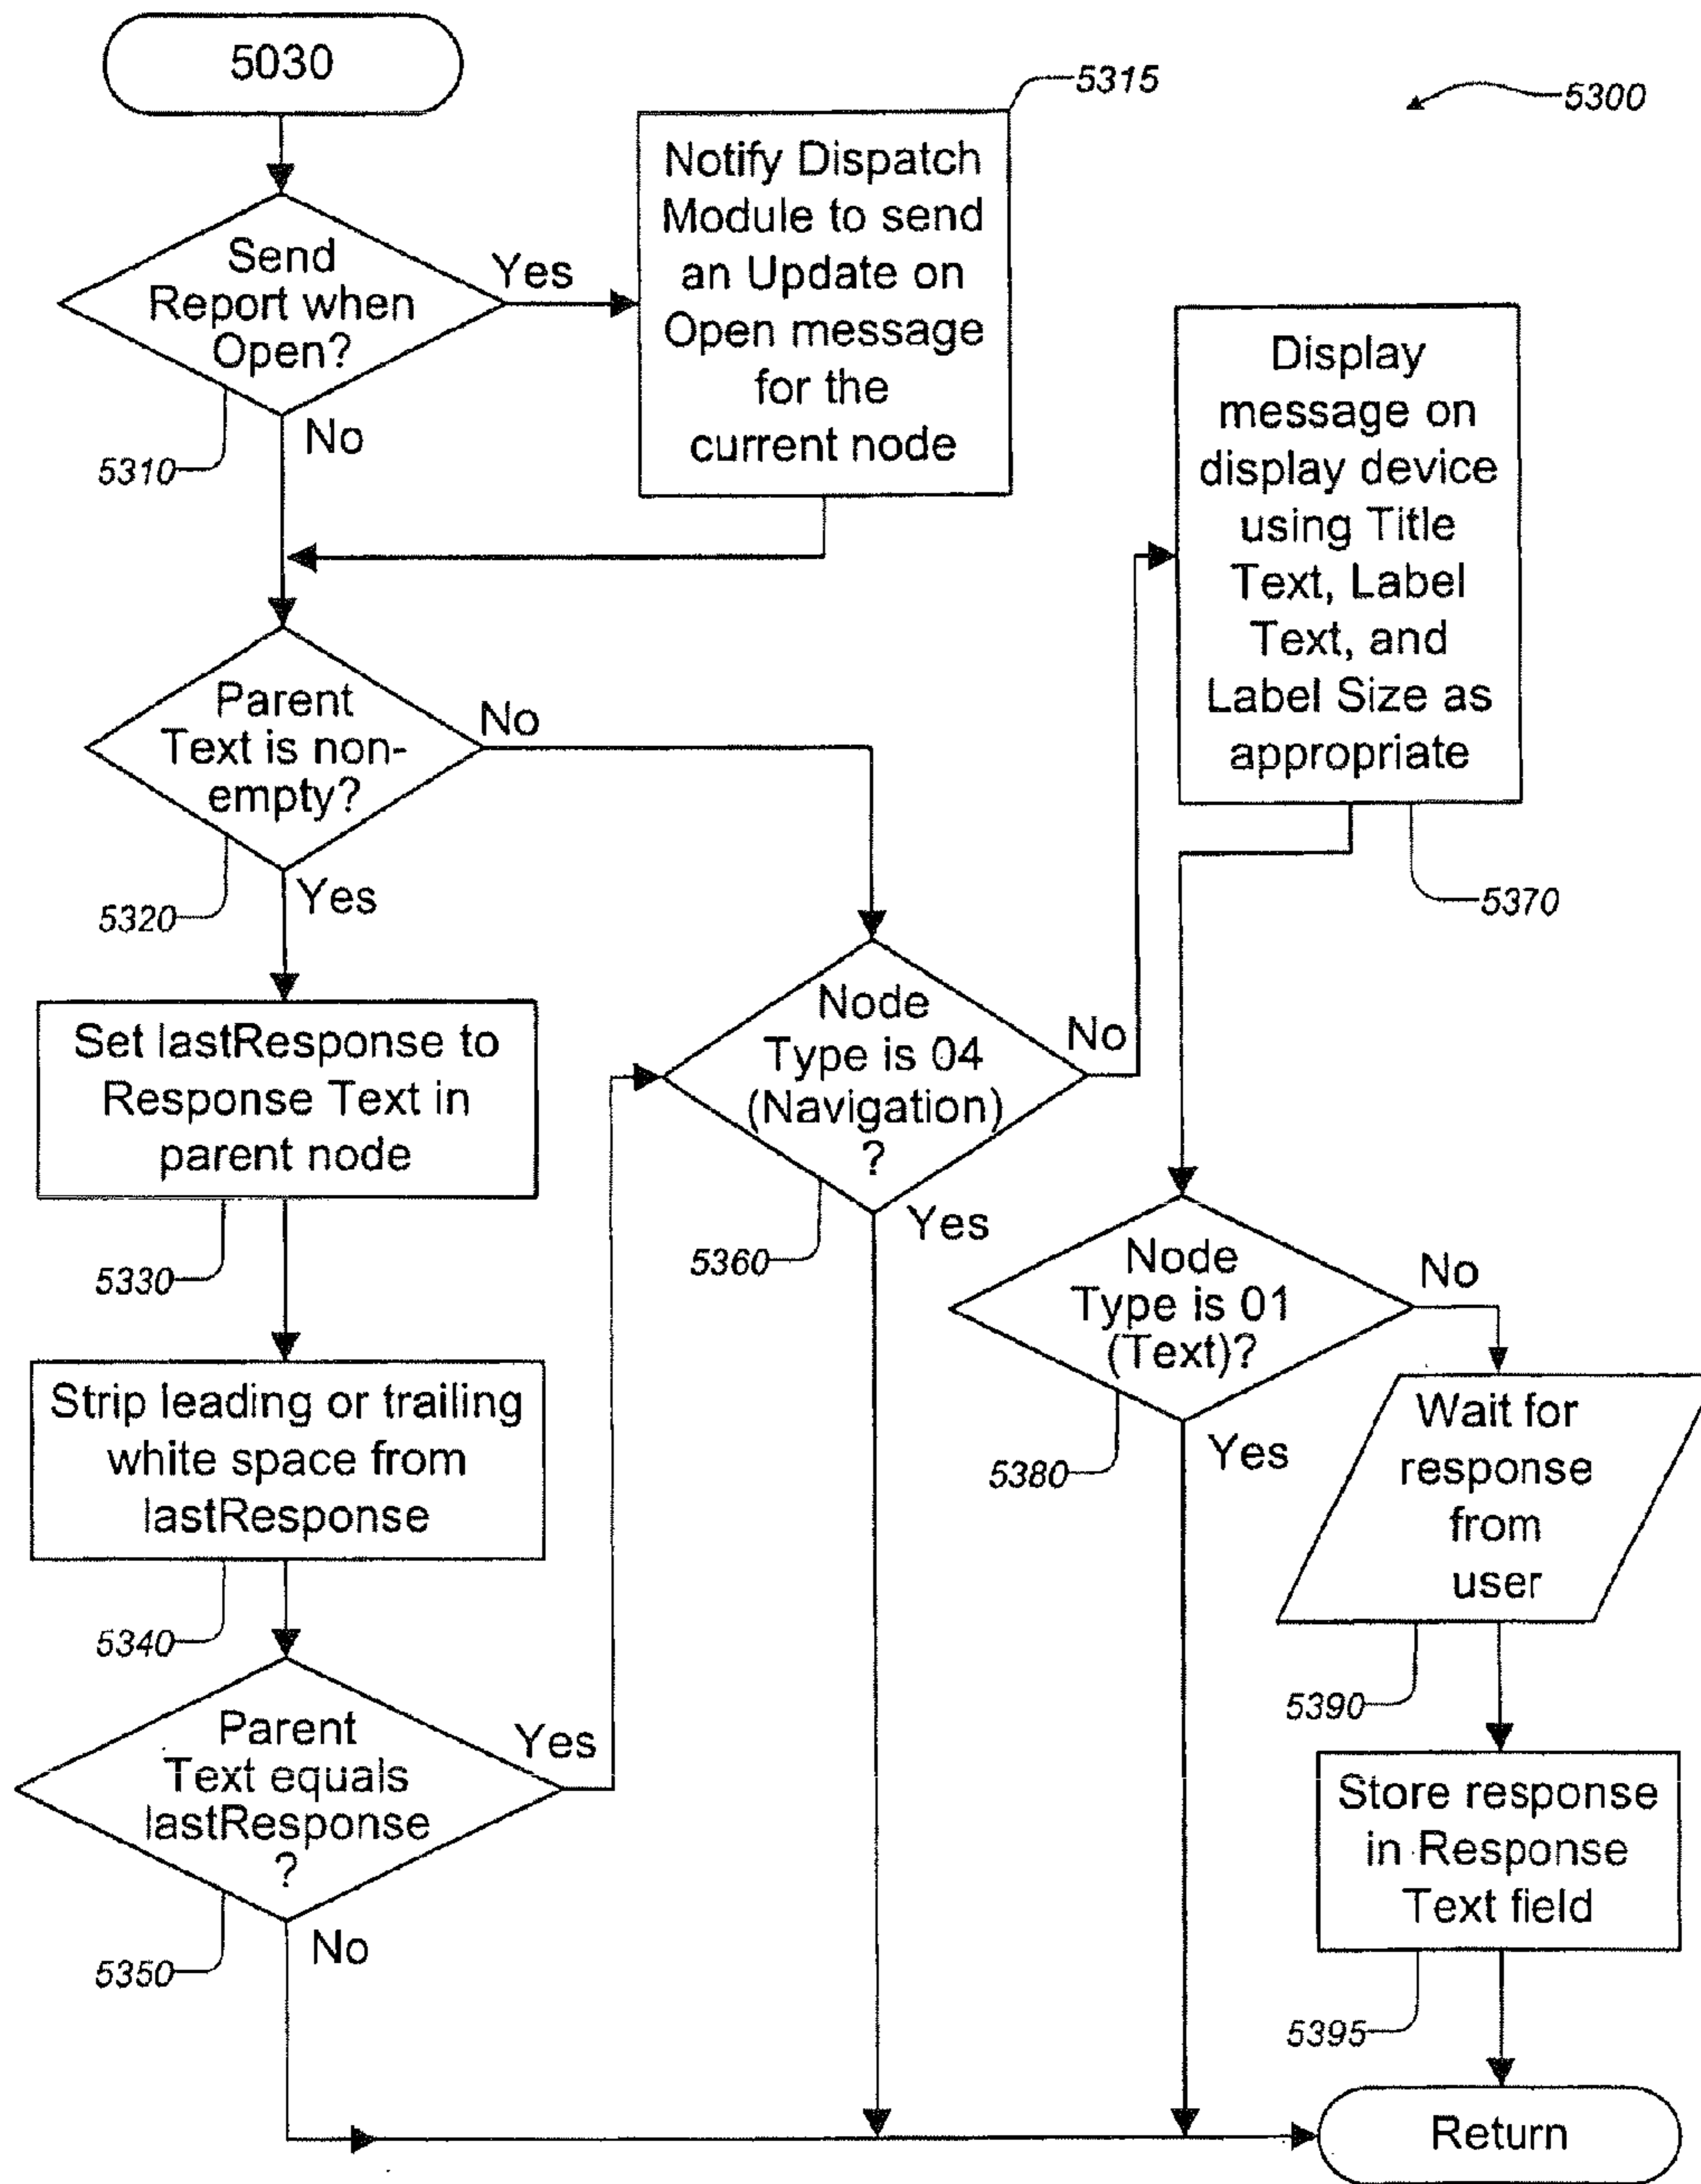 5030
5315
5300
Notify Dispatch
Module to send
an Update on
Open message
for the
current node
Send
Report when
Open?
Yes
No
5310
Display
message on
display device
using Title
Text, Label
Text, and
Label Size as
appropriate
5370
Parent
Text is non-
empty?
No
Yes
5320
Set lastResponse to
Response Text in
parent node
5330
Node
Type is 04
(Navigation)
?
No
Yes
5360
Strip leading or trailing
white space from
lastResponse
5340
Node
Type is 01
(Text)?
No
Yes
5380
Wait for
response
from
user
5390
Parent
Text equals
lastResponse
?
Yes
No
5350
Store response
in Response
Text field
5395
Return